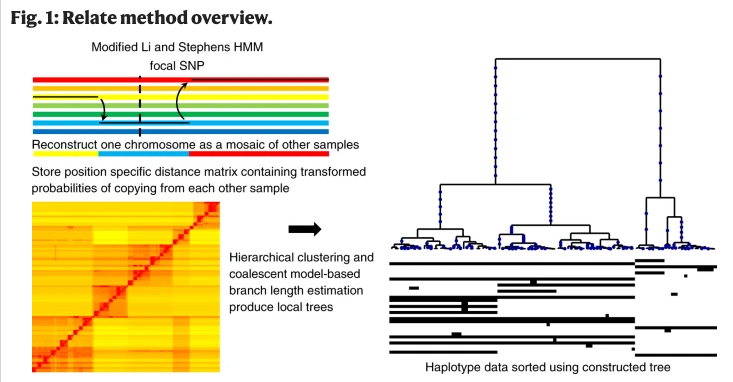 Fig. 1: Relate method overview.
Modified Li and Stephens HMM
focal SNP
Reconstruct one chromosome as a mosaic of other samples
Store position specific distance matrix containing transformed
probabilities of copying from each other sample
Hierarchical clustering and
coalescent model-based
branch length estimation
produce local trees
Haplotype data sorted using constructed tree